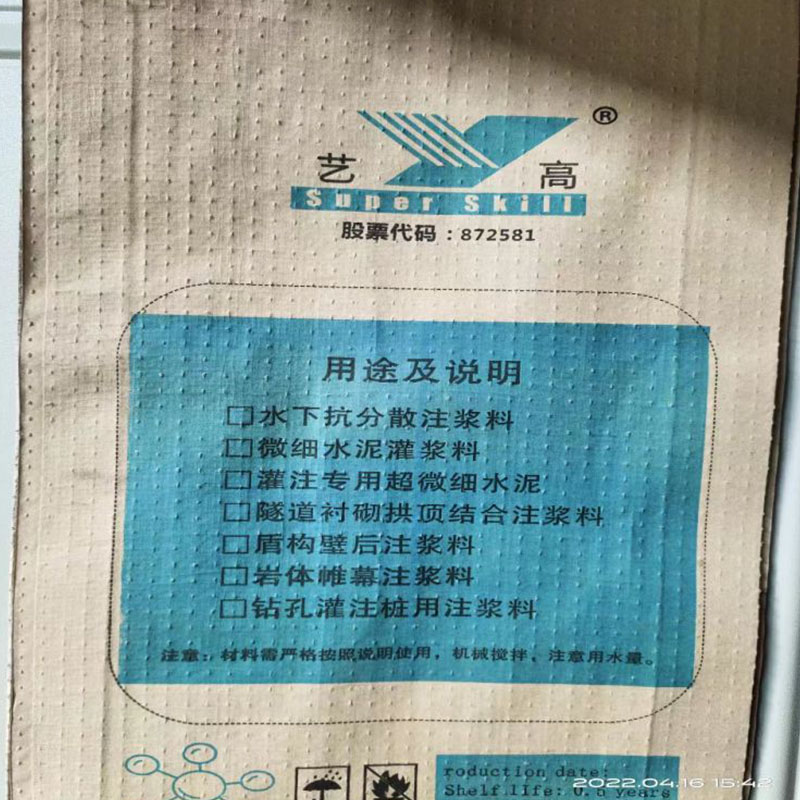 艺 高 ®
Super Skill
股票代码：872581
用途及说明
□水下抗分散注浆料
□微细水泥灌浆料
□灌注专用超微细水泥
□隧道衬砌拱顶结合注浆料
□盾构壁后注浆料
□岩体帷幕注浆料
□钻孔灌注桩用注浆料
注意：材料需严格按照说明使用，机械搅拌、注意用水量。
roduction date:
Shelf life: 0.5 years
2022.04.16 15:42